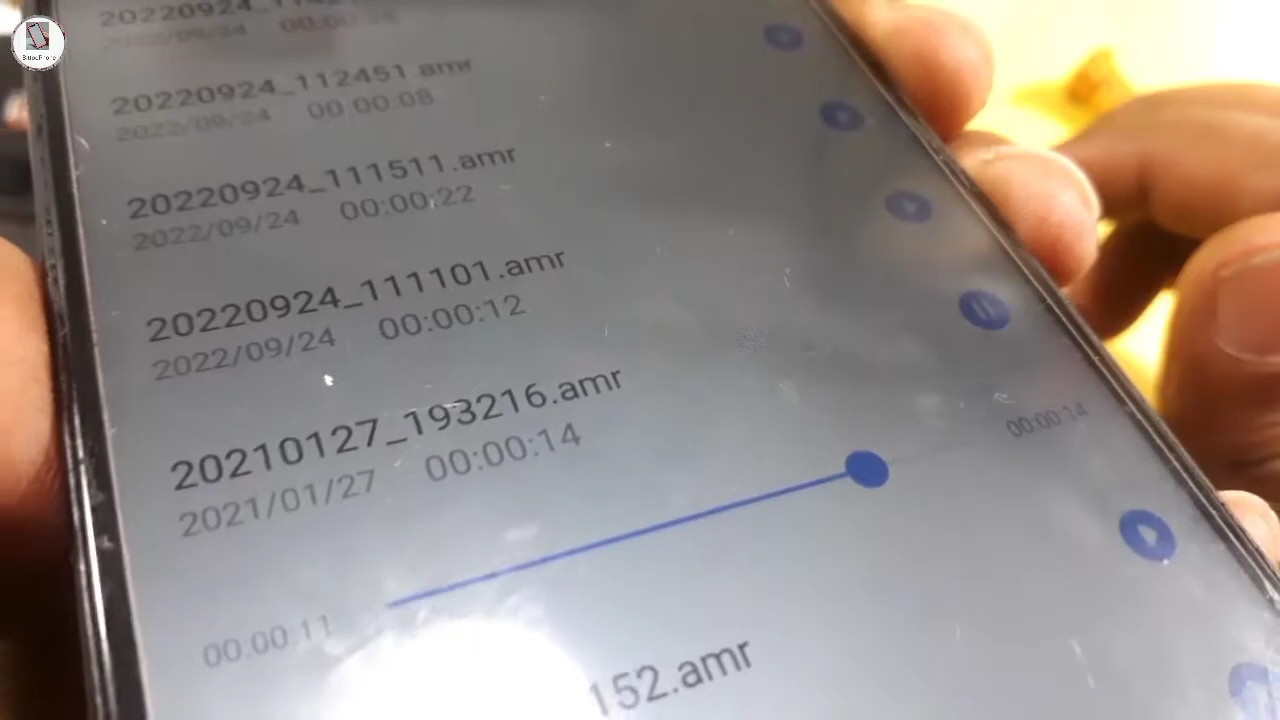 20220924_112451.amr
2022/09/24 00:00:08
20220924_111511.amr
2022/09/24 00:00:22
20220924_111101.amr
2022/09/24 00:00:12
20210127_193216.amr
2021/01/27 00:00:14
00:00:14
00:00:11
152.amr